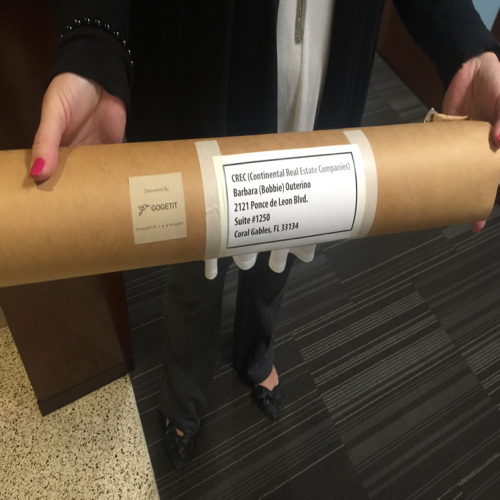 Delivered By
GOGETIT
CREC (Continental Real Estate Companies)
Barbara (Bobbie) Outerino
2121 Ponce de Leon Blvd.
Suite #1250
Coral Gables, FL 33134